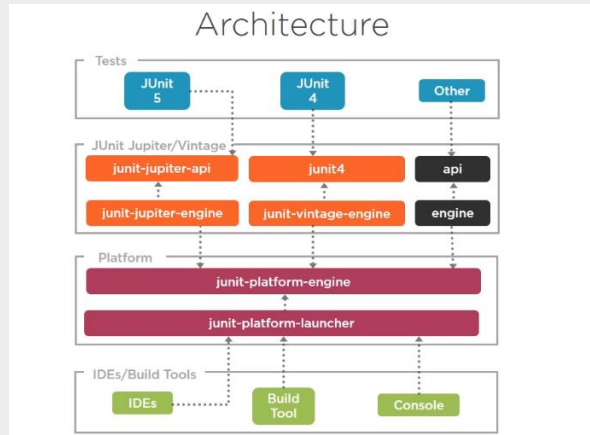 Architecture
Tests
JUnit
5
JUnit
4
Other
JUnit Jupiter/Vintage
junit-jupiter-api
junit4
api
junit-jupiter-engine
junit-vintage-engine
engine
Platform
junit-platform-engine
junit-platform-launcher
IDEs/Build Tools
IDEs
Build
Tool
Console